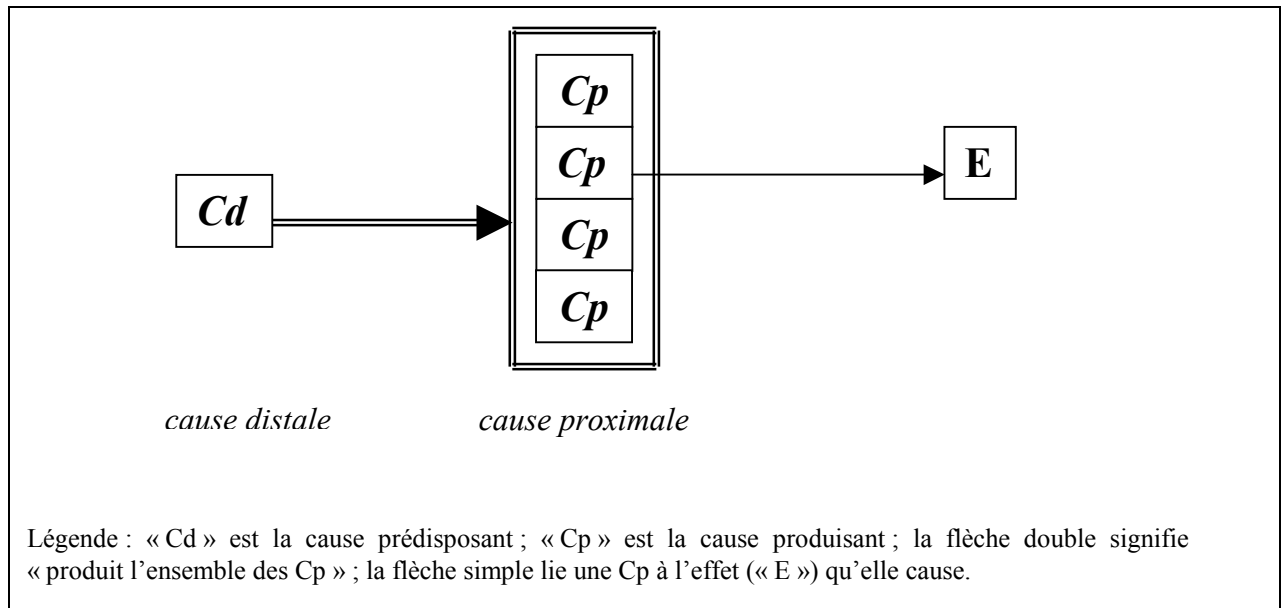 Cp
Cp
E
Cd
Cp
Cp
cause distale
cause proximale
Légende : « Cd » est la cause prédisposant ; « Cp » est la cause produisant ; la flèche double signifie
« produit l’ensemble des Cp » ; la flèche simple lie une Cp à l’effet (« E ») qu’elle cause.